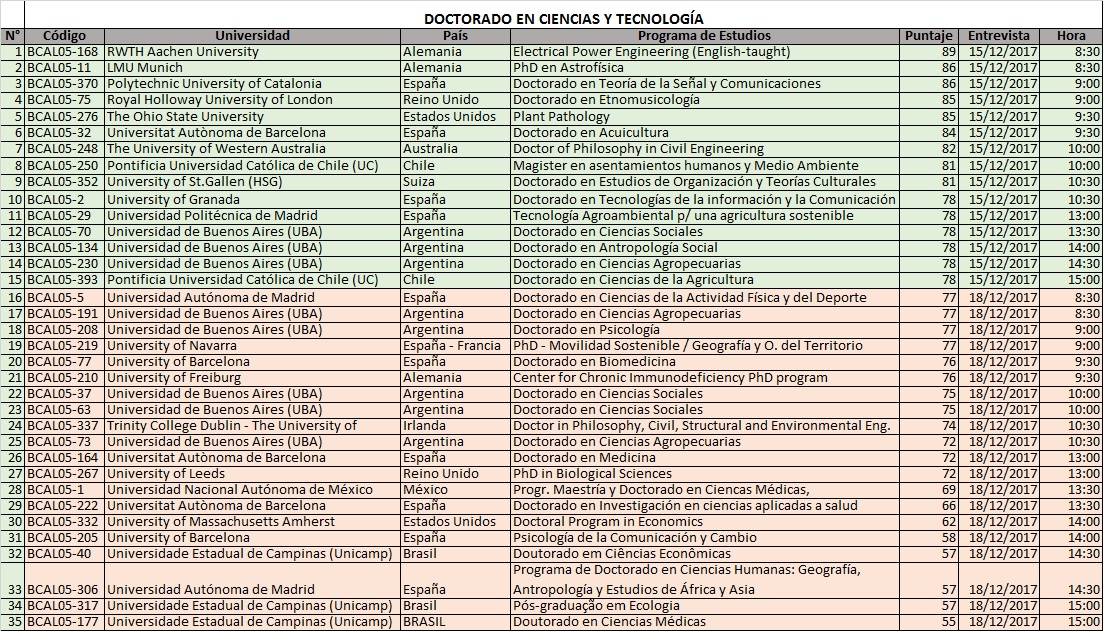 DOCTORADO EN CIENCIAS Y TECNOLOGÍA
N° Código Universidad País Programa de Estudios Puntaje Entrevista Hora
1 BCAL05-168 RWTH Aachen University Alemania Electrical Power Engineering (English-taught) 89 15/12/2017 8:30
2 BCAL05-11 LMU Munich Alemania PhD en Astrofísica 86 15/12/2017 8:30
3 BCAL05-370 Polytechnic University of Catalonia España Doctorado en Teoría de la Señal y Comunicaciones 86 15/12/2017 9:00
4 BCAL05-75 Royal Holloway University of London Reino Unido Doctorado en Etnomusicología 85 15/12/2017 9:00
5 BCAL05-276 The Ohio State University Estados Unidos Plant Pathology 85 15/12/2017 9:30
6 BCAL05-32 Universitat Autònoma de Barcelona España Doctorado en Acuicultura 84 15/12/2017 9:30
7 BCAL05-248 The University of Western Australia Australia Doctor of Philosophy in Civil Engineering 82 15/12/2017 10:00
8 BCAL05-250 Pontificia Universidad Católica de Chile (UC) Chile Magister en asentamientos humanos y Medio Ambiente 81 15/12/2017 10:00
9 BCAL05-352 University of St.Gallen (HSG) Suiza Doctorado en Estudios de Organización y Teorías Culturales 81 15/12/2017 10:30
10 BCAL05-2 University of Granada España Doctorado en Tecnologías de la información y la Comunicación 78 15/12/2017 10:30
11 BCAL05-29 Universidad Politécnica de Madrid España Tecnología Agroambiental p/ una agricultura sostenible 78 15/12/2017 13:00
12 BCAL05-70 Universidad de Buenos Aires (UBA) Argentina Doctorado en Ciencias Sociales 78 15/12/2017 13:30
13 BCAL05-134 Universidad de Buenos Aires (UBA) Argentina Doctorado en Antropología Social 78 15/12/2017 14:00
14 BCAL05-230 Universidad de Buenos Aires (UBA) Argentina Doctorado en Ciencias Agropecuarias 78 15/12/2017 14:30
15 BCAL05-393 Pontificia Universidad Católica de Chile (UC) Chile Doctorado en Ciencias de la Agricultura 78 15/12/2017 15:00
16 BCAL05-5 Universidad Autónoma de Madrid España Doctorado en Ciencias de la Actividad Física y del Deporte 77 18/12/2017 8:30
17 BCAL05-191 Universidad de Buenos Aires (UBA) Argentina Doctorado en Ciencias Agropecuarias 77 18/12/2017 8:30
18 BCAL05-208 Universidad de Buenos Aires (UBA) Argentina Doctorado en Psicología 77 18/12/2017 9:00
19 BCAL05-219 University of Navarra España - Francia PhD - Movilidad Sostenible / Geografía y O. del Territorio 77 18/12/2017 9:00
20 BCAL05-77 University of Barcelona España Doctorado en Biomedicina 76 18/12/2017 9:30
21 BCAL05-210 University of Freiburg Alemania Center for Chronic Immunodeficiency PhD program 76 18/12/2017 9:30
22 BCAL05-37 Universidad de Buenos Aires (UBA) Argentina Doctorado en Ciencias Sociales 75 18/12/2017 10:00
23 BCAL05-63 Universidad de Buenos Aires (UBA) Argentina Doctorado en Ciencias Sociales 75 18/12/2017 10:00
24 BCAL05-337 Trinity College Dublin - The University of Irlanda Doctor in Philosophy, Civil, Structural and Environmental Eng. 74 18/12/2017 10:30
25 BCAL05-73 Universidad de Buenos Aires (UBA) Argentina Doctorado en Ciencias Agropecuarias 72 18/12/2017 10:30
26 BCAL05-164 Universitat Autònoma de Barcelona España Doctorado en Medicina 72 18/12/2017 13:00
27 BCAL05-267 University of Leeds Reino Unido PhD in Biological Sciences 72 18/12/2017 13:00
28 BCAL05-1 Universidad Nacional Autónoma de México México Progr. Maestría y Doctorado en Ciencas Médicas, 69 18/12/2017 13:30
29 BCAL05-222 Universitat Autònoma de Barcelona España Doctorado en Investigación en ciencias aplicadas a salud 66 18/12/2017 13:30
30 BCAL05-332 University of Massachusetts Amherst Estados Unidos Doctoral Program in Economics 62 18/12/2017 14:00
31 BCAL05-205 University of Barcelona España Psicología de la Comunicación y Cambio 58 18/12/2017 14:00
32 BCAL05-40 Universidade Estadual de Campinas (Unicamp) Brasil Doutorado em Ciências Econômicas 57 18/12/2017 14:30
Programa de Doctorado en Ciencias Humanas: Geografía,
33 BCAL05-306 Universidad Autónoma de Madrid España Antropología y Estudios de África y Asia 57 18/12/2017 14:30
34 BCAL05-317 Universidade Estadual de Campinas (Unicamp) Brasil Pós-graduação em Ecologia 57 18/12/2017 15:00
35 BCAL05-177 Universidade Estadual de Campinas (Unicamp) BRASIL Doutorado en Ciencias Médicas 55 18/12/2017 15:00